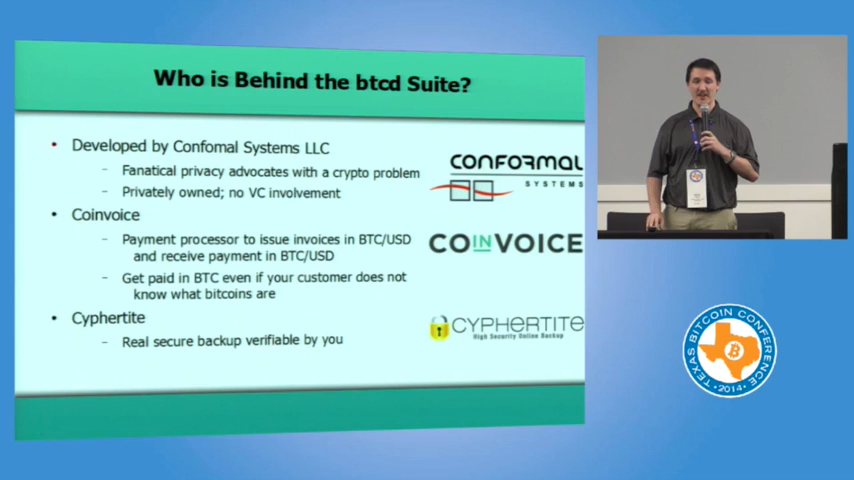 Who is Behind the btcd Suite?
• Developed by Confomal Systems LLC
- Fanatical privacy advocates with a crypto problem
- Privately owned; no VC involvement
• Coinvoice
- Payment processor to issue invoices in BTC/USD
and receive payment in BTC/USD
- Get paid in BTC even if your customer does not
know what bitcoins are
• Cyphertite
- Real secure backup verifiable by you
CONFORMAL
SYSTEMS
COINVOICE
CYPHERTITE
High Security Online Backup
TEXAS BITCOIN CONFERENCE
• 2014 •